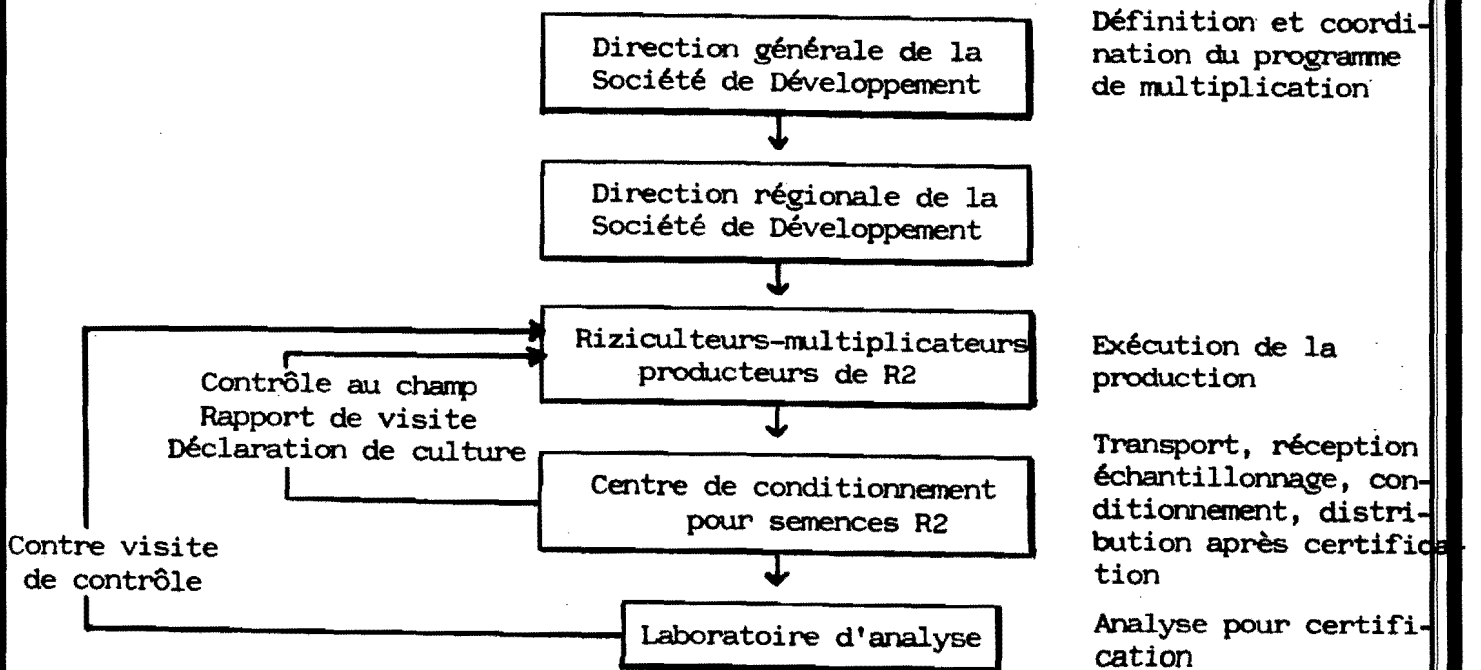 Direction générale de la
Société de Développement
Définition et coordi-
nation du programme
de multiplication
Direction régionale de la
Société de Développement
Riziculteurs-multiplicateurs
producteurs de R2
Exécution de la
production
Contrôle au champ
Rapport de visite
Déclaration de culture
Centre de conditionnement
pour semences R2
Transport, réception
échantillonnage, con-
ditionnement, distri-
bution après certifica-
tion
Contre visite
de contrôle
Laboratoire d'analyse
Analyse pour certifi-
cation